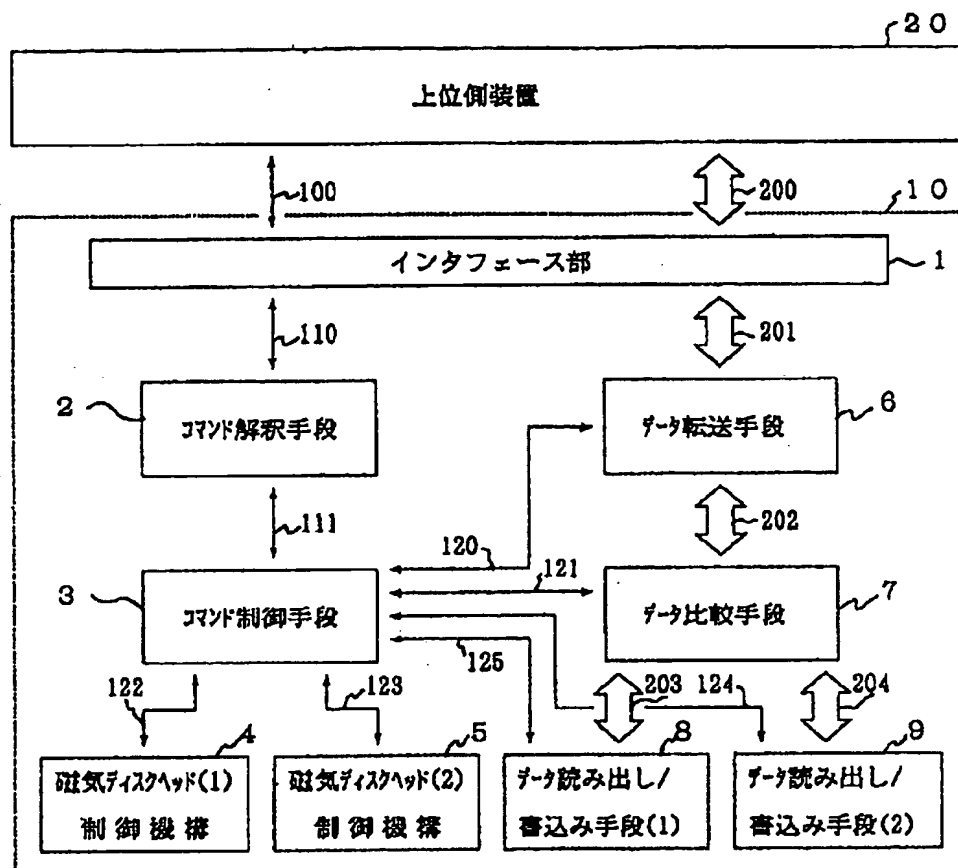 ２０
上位側装置
100
200
１０
インタフェース部
1
110
201
2
コマンド解釈手段
データ転送手段
6
111
202
120
121
3
コマンド制御手段
データ比較手段
7
125
122
123
203
124
204
4
5
8
9
磁気ディスクヘッド(1)
制御機構
磁気ディスクヘッド(2)
制御機構
データ読み出し/
書込み手段(1)
データ読み出し/
書込み手段(2)